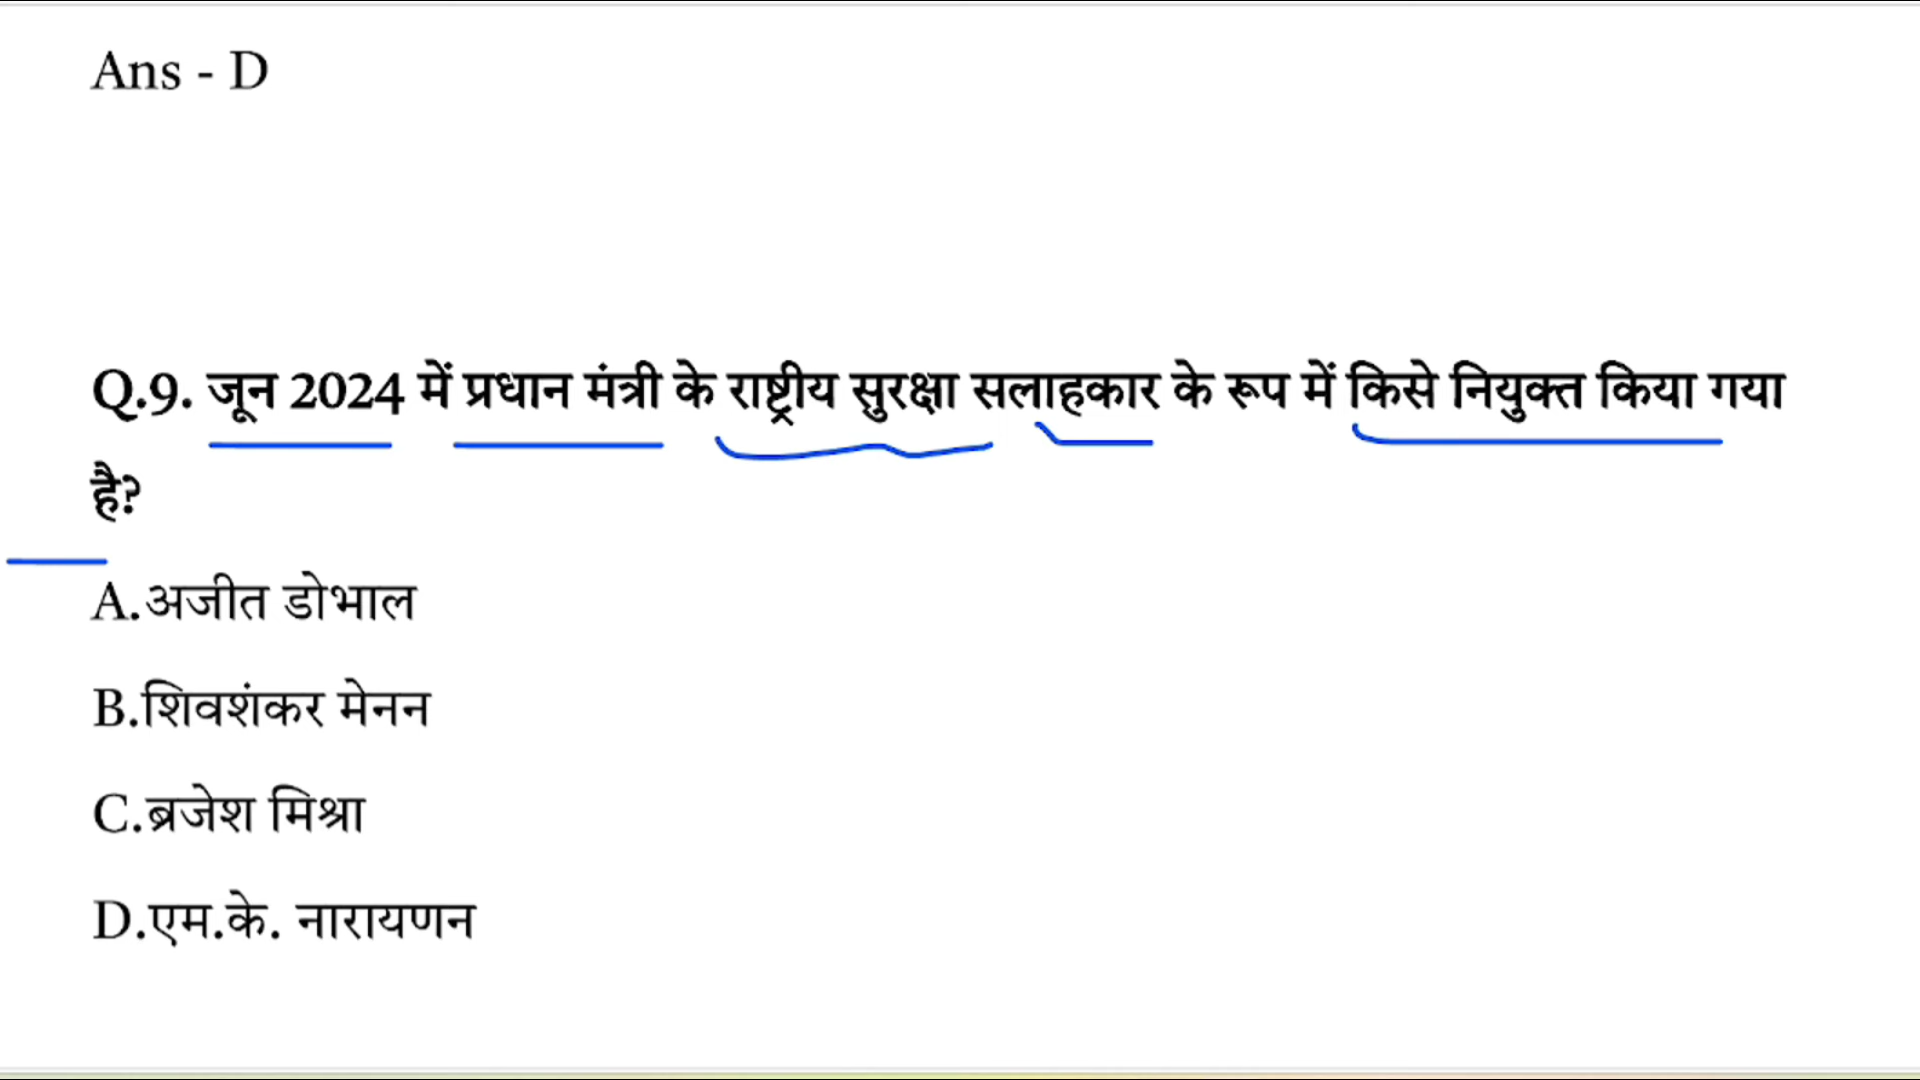 Ans - D
Q.9. जून 2024 में प्रधान मंत्री के राष्ट्रीय सुरक्षा सलाहकार के रूप में किसे नियुक्त किया गया
है?
A.अजीत डोभाल
B.शिवशंकर मेनन
C.ब्रजेश मिश्रा
D.एम.के. नारायणन